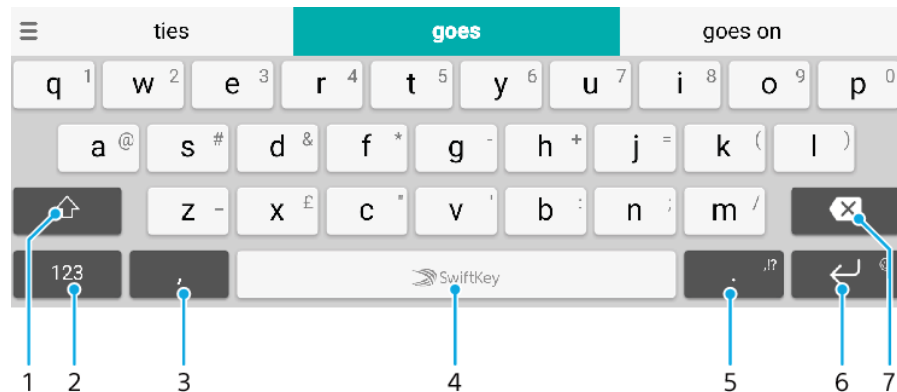 ties goes goes on
q 1 w 2 e 3 r 4 t 5 y 6 u 7 i 8 o 9 p 0
a @ s # d & f * g - h + j = k ( l )
z _ x £ c " v ' b : n ; m /
123 , SwiftKey . ,!?
1 2 3 4 5 6 7